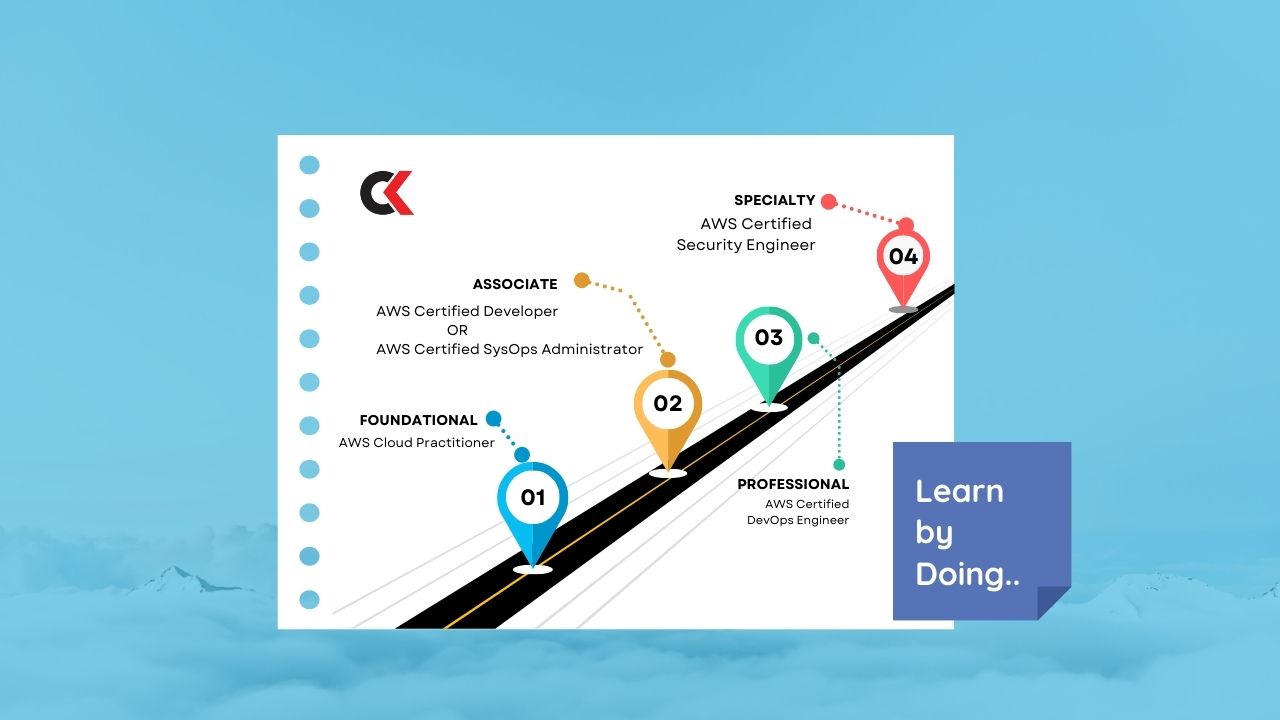 CK
SPECIALTY
AWS Certified
Security Engineer
04
ASSOCIATE
AWS Certified Developer
OR
AWS Certified SysOps Administrator
03
02
FOUNDATIONAL
AWS Cloud Practitioner
01
PROFESSIONAL
AWS Certified
DevOps Engineer
Learn
by
Doing..